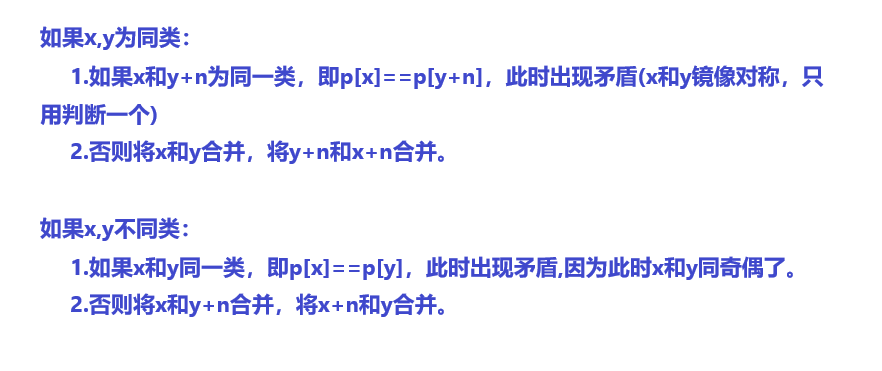 如果x,y为同类：
1.如果x和y+n为同一类，即p[x]==p[y+n]，此时出现矛盾(x和y镜像对称，只
用判断一个)
2.否则将x和y合并，将y+n和x+n合并。
如果x,y不同类：
1.如果x和y同一类，即p[x]==p[y]，此时出现矛盾,因为此时x和y同奇偶了。
2.否则将x和y+n合并，将x+n和y合并。